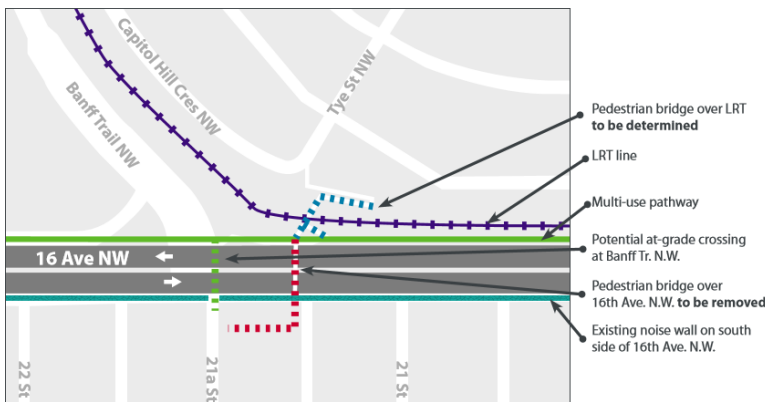 Capitol Hill Cres NW
Banff Trail NW
Tye St NW
16 Ave NW
22 St
21a St
21 St
Pedestrian bridge over LRT
to be determined
LRT line
Multi-use pathway
Potential at-grade crossing
at Banff Tr. N.W.
Pedestrian bridge over
16th Ave. N.W. to be removed
Existing noise wall on south
side of 16th Ave. N.W.